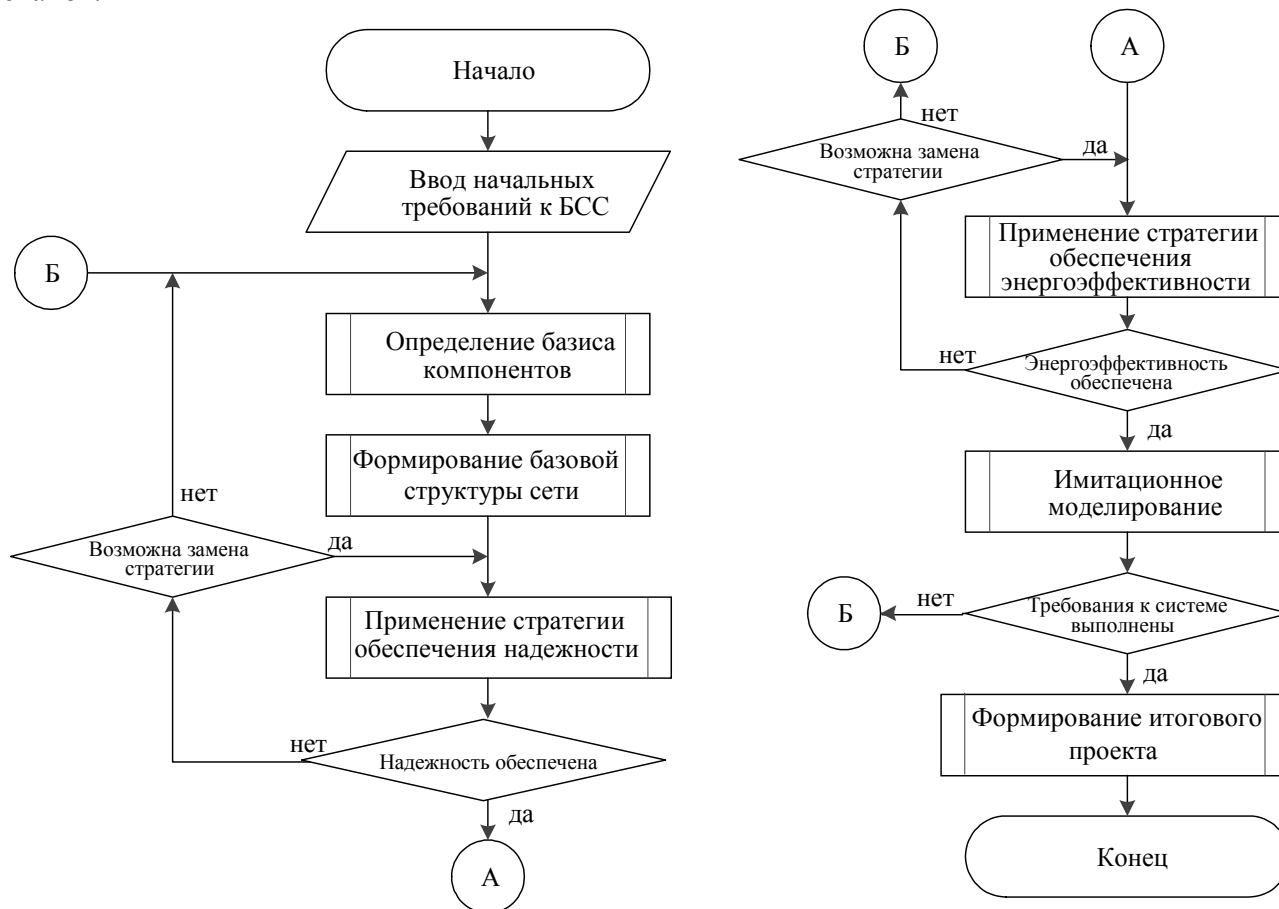 Начало
Ввод начальных
требований к БСС
Б
Определение базиса
компонентов
Формирование базовой
структуры сети
нет
Возможна замена
стратегии
да
Применение стратегии
обеспечения надежности
нет
Надежность обеспечена
да
А
Б
А
нет
Возможна замена
стратегии
да
Применение стратегии
обеспечения
энергоэффективности
нет
Энергоэффективность
обеспечена
да
Имитационное
моделирование
Б
нет
Требования к системе
выполнены
да
Формирование итогового
проекта
Конец